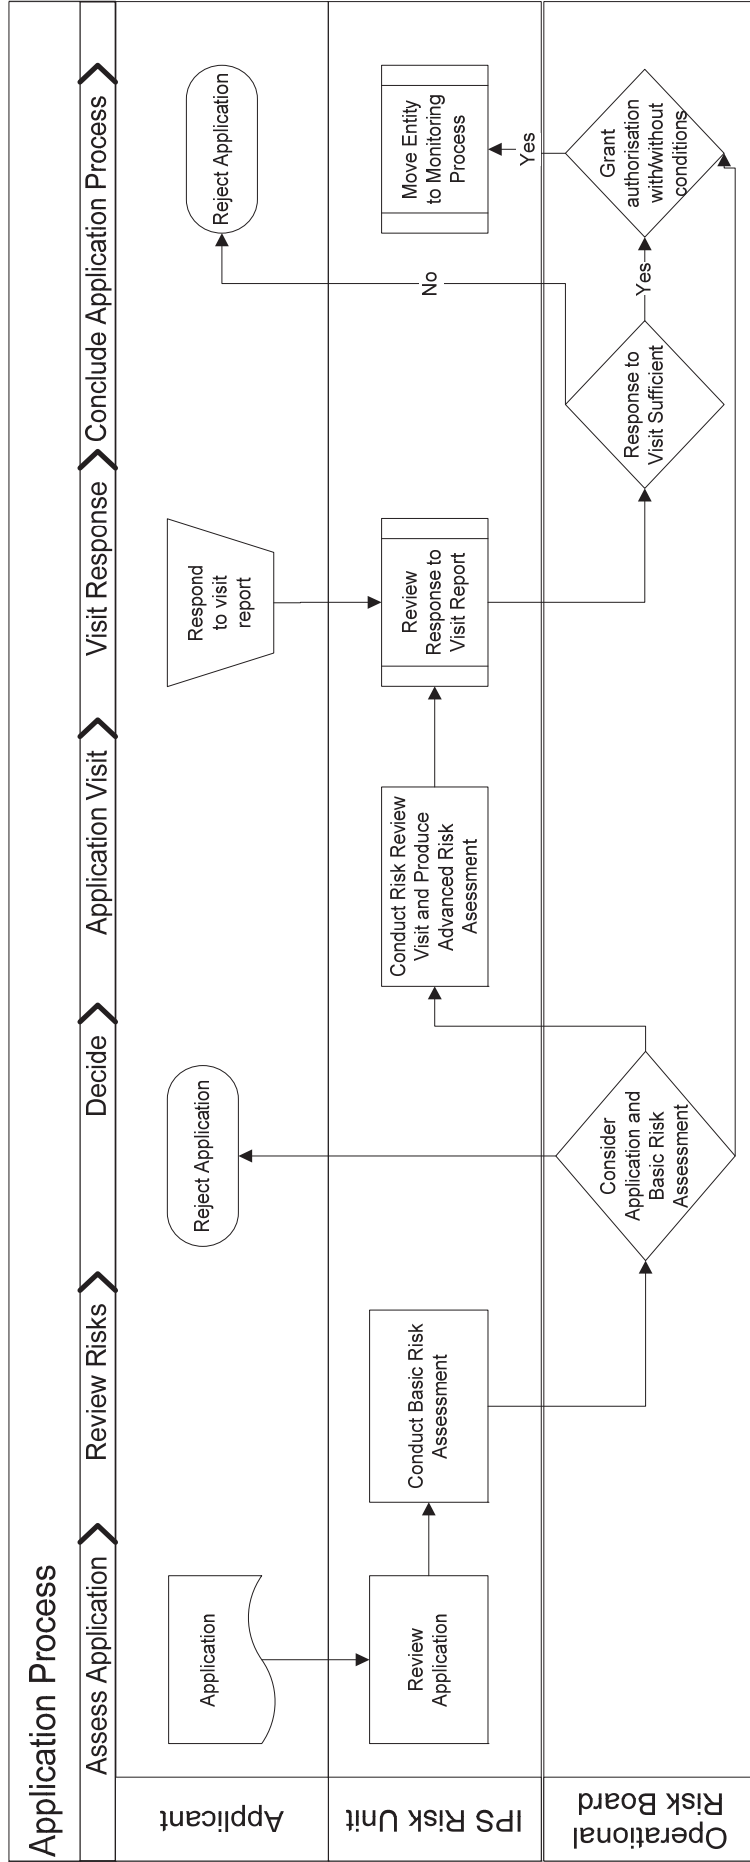 Application Process
Assess Application
Review Risks
Decide
Application Visit
Visit Response
Conclude Application Process
Applicant
Application
Reject Application
Respond
to visit
report
Reject Application
IPS Risk Unit
Review
Application
Conduct Basic Risk
Assessment
Conduct Risk Review
Visit and Produce
Advanced Risk
Asessment
Review
Response to
Visit Report
No
Move Entity
to Monitoring
Process
Yes
Operational
Risk Board
Consider
Application and
Basic Risk
Assessment
Response to
Visit Sufficient
Yes
Grant
authorisation
with/without
conditions